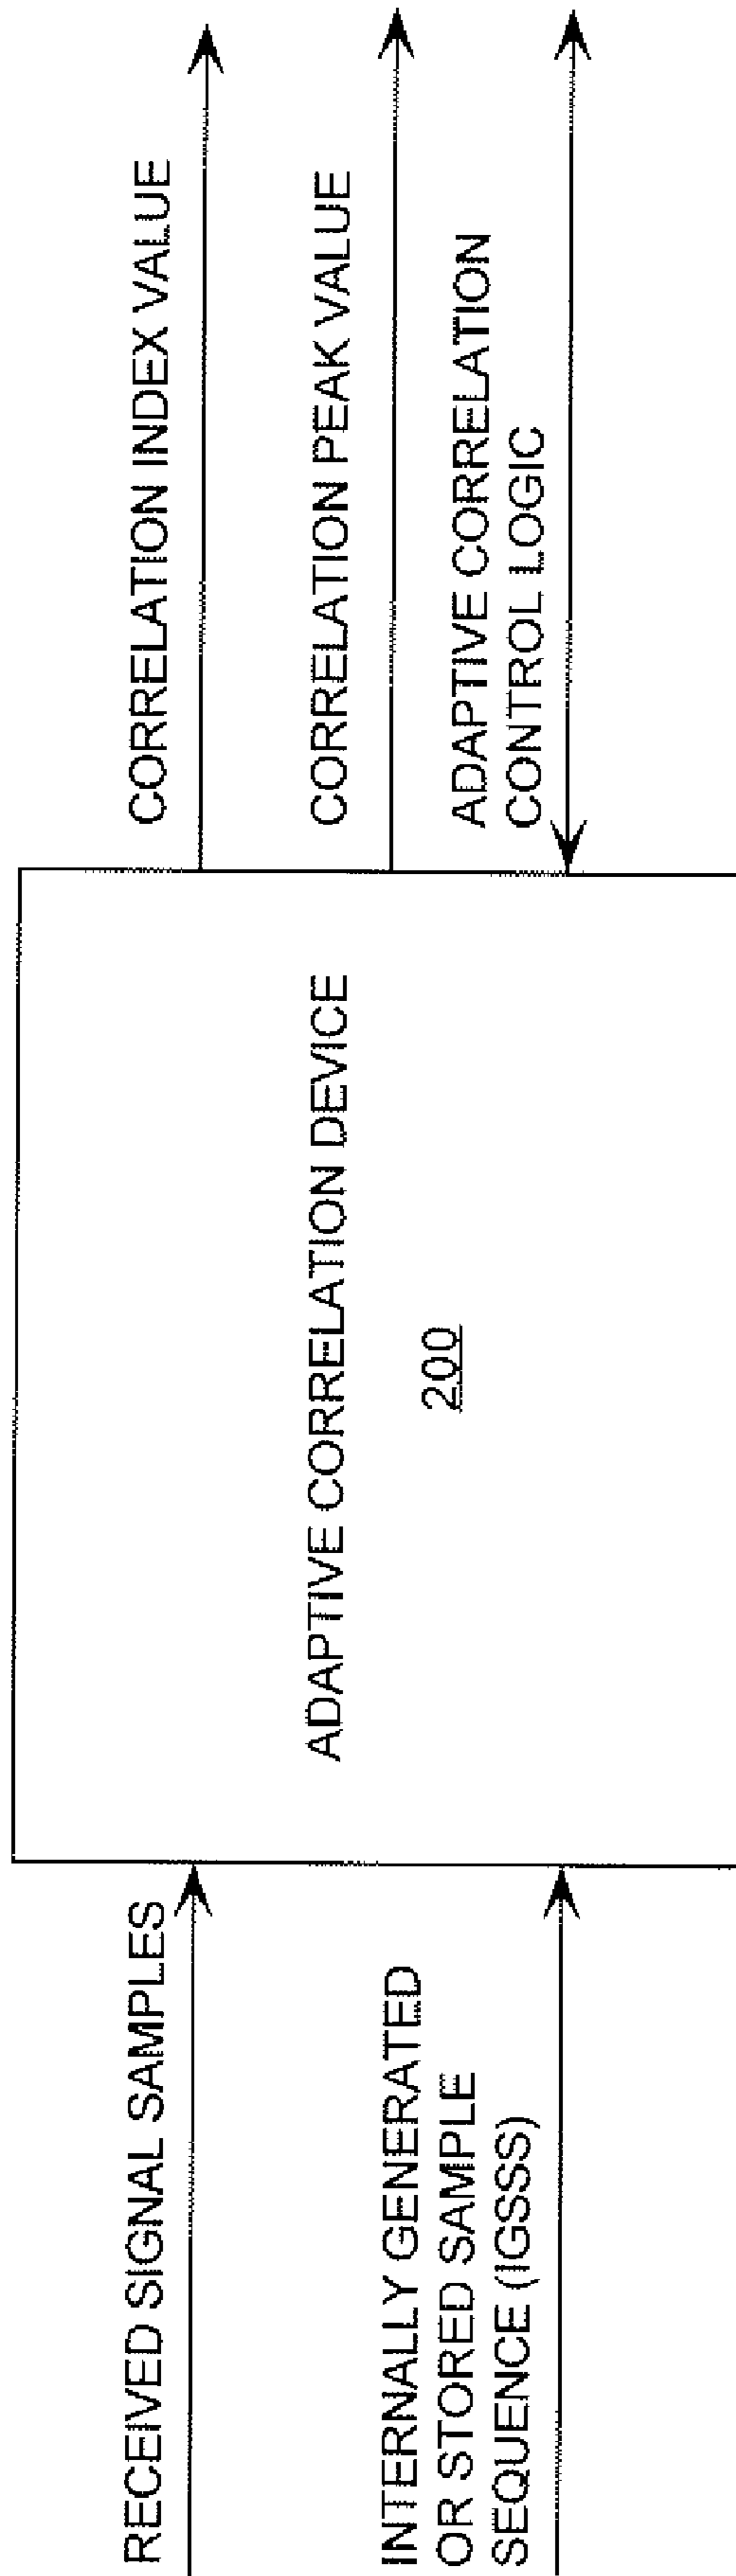 RECEIVED SIGNAL SAMPLES
INTERNALLY GENERATED
OR STORED SAMPLE
SEQUENCE (IGSSS)
ADAPTIVE CORRELATION DEVICE
200
CORRELATION INDEX VALUE
CORRELATION PEAK VALUE
ADAPTIVE CORRELATION
CONTROL LOGIC